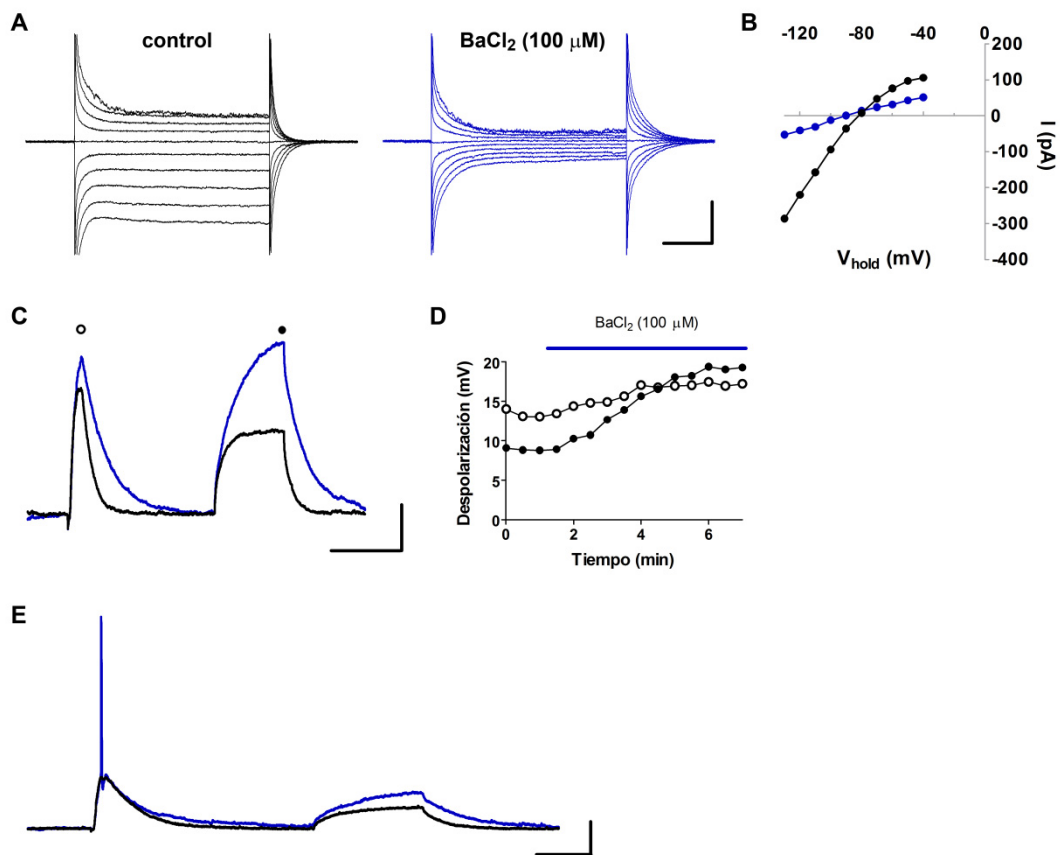 A
control
BaCl2 (100 μM)
B
-120 -80 -40 0
200
100
0
-100
-200
-300
-400
I (pA)
Vhold (mV)
C
D
BaCl2 (100 μM)
20
15
10
5
0
Despolarización (mV)
0 2 4 6
Tiempo (min)
E